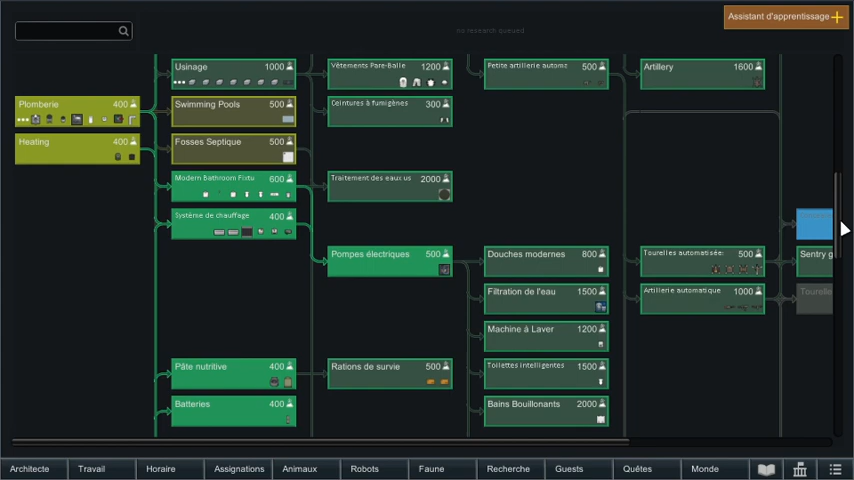 Assistant d'apprentissage
no research queued
Usinage 1000
Vêtements Pare-Balle 1200
Petite artillerie automa 500
Artillery 1600
Plomberie 400
Swimming Pools 500
Ceintures à fumigènes 300
Heating 400
Fosses Septique 500
Modern Bathroom Fixtu 600
Traitement des eaux us 2000
Système de chauffage 400
Pompes électriques 500
Douches modernes 800
Tourelles automatisée: 500
Sentry g
Filtration de l'eau 1500
Artillerie automatique 1000
Tourelle
Machine à Laver 1200
Pâte nutritive 400
Rations de survie 500
Toilettes intelligentes 1500
Batteries 400
Bains Bouillonants 2000
Architecte Travail Horaire Assignations Animaux Robots Faune Recherche Guests Quêtes Monde